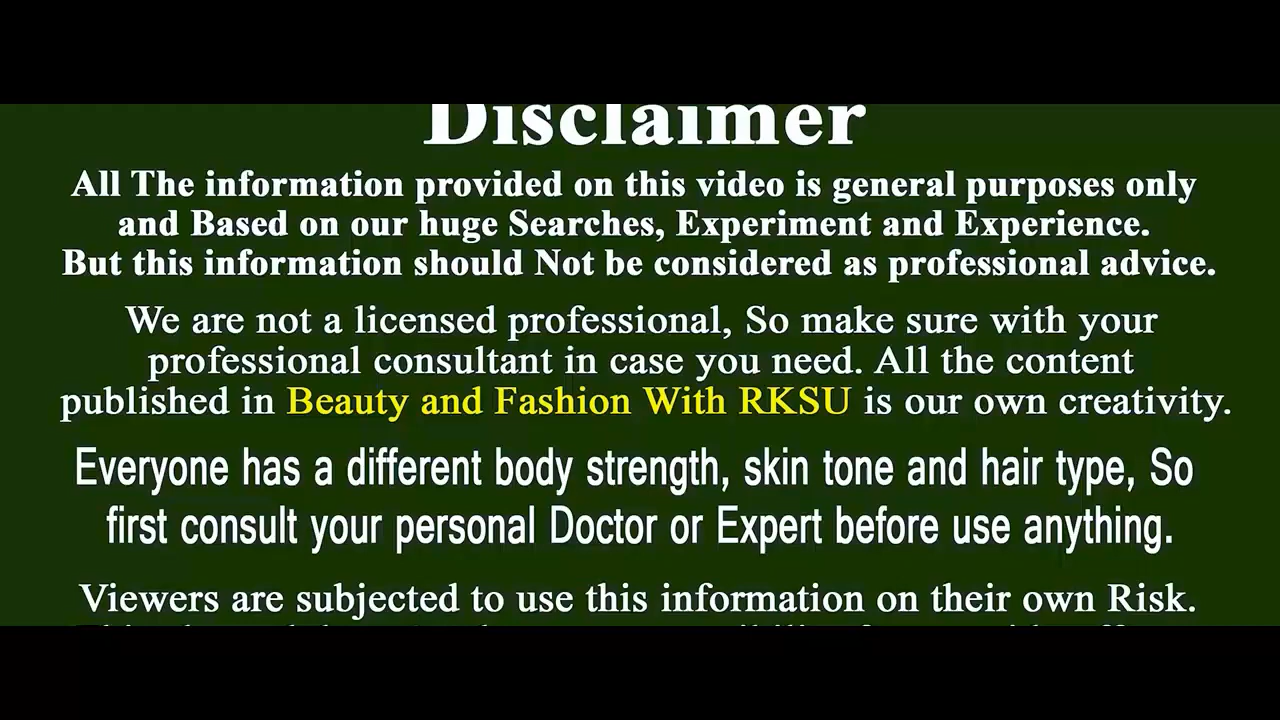 Disclaimer
All The information provided on this video is general purposes only
and Based on our huge Searches, Experiment and Experience.
But this information should Not be considered as professional advice.
We are not a licensed professional, So make sure with your
professional consultant in case you need. All the content
published in Beauty and Fashion With RKSU is our own creativity.
Everyone has a different body strength, skin tone and hair type, So
first consult your personal Doctor or Expert before use anything.
Viewers are subjected to use this information on their own Risk.